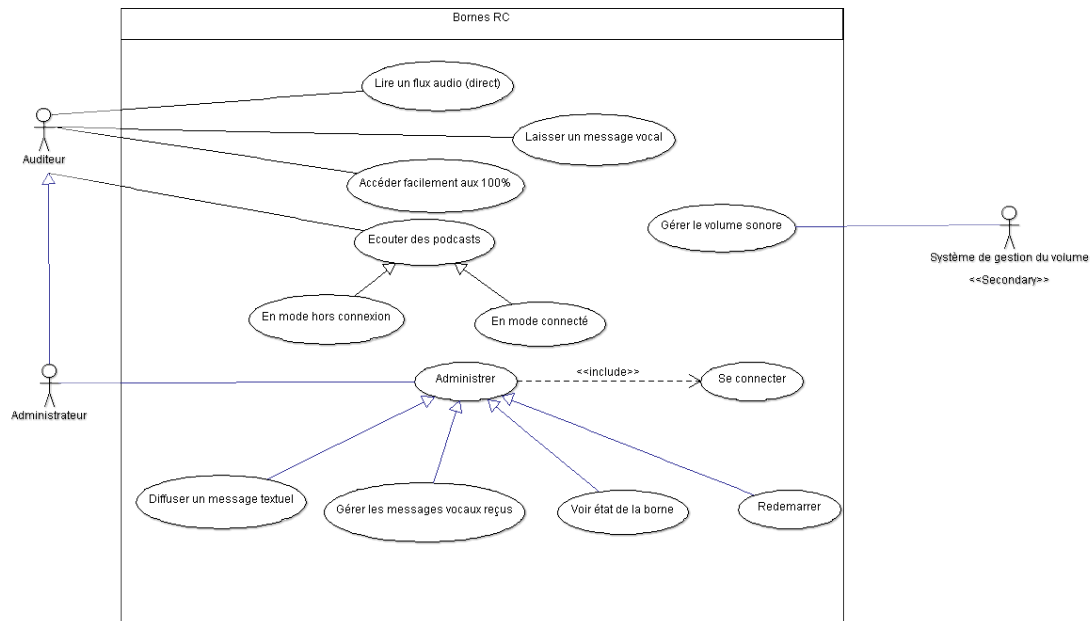 Bornes RC
Lire un flux audio (direct)
Laisser un message vocal
Auditeur
Accéder facilement aux 100%
Gérer le volume sonore
Ecouter des podcasts
Système de gestion du volume
<<Secondary>>
En mode hors connexion
En mode connecté
Administrer
<<include>>
Se connecter
Administrateur
Diffuser un message textuel
Gérer les messages vocaux reçus
Voir état de la borne
Redemarrer